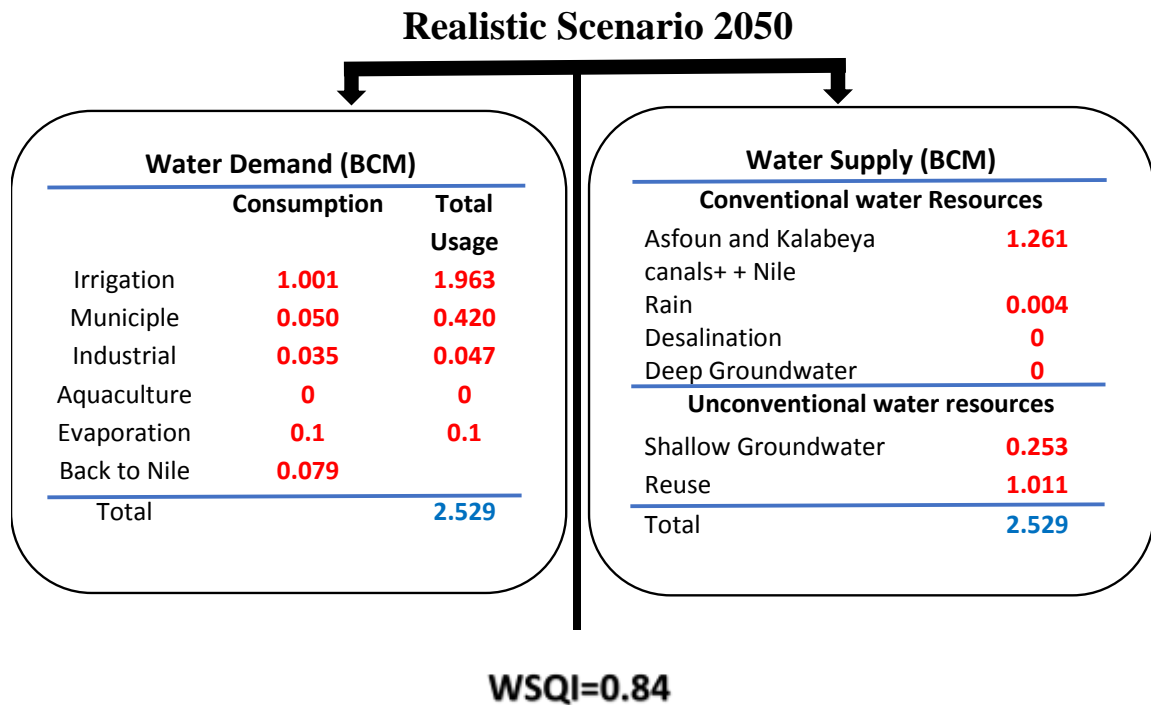 Realistic Scenario 2050
Water Demand (BCM)
Consumption Total
Usage
Irrigation 1.001 1.963
Municiple 0.050 0.420
Industrial 0.035 0.047
Aquaculture 0 0
Evaporation 0.1 0.1
Back to Nile 0.079
Total 2.529
Water Supply (BCM)
Conventional water Resources
Asfoun and Kalabeya 1.261
canals+ + Nile
Rain 0.004
Desalination 0
Deep Groundwater 0
Unconventional water resources
Shallow Groundwater 0.253
Reuse 1.011
Total 2.529
WSQI=0.84